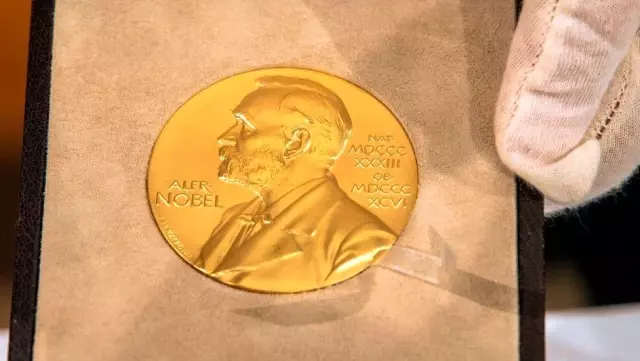 ALFR•
NOBEL
NAT•
MDCCC
XXXIII
OB•
MDCCC
XCVI